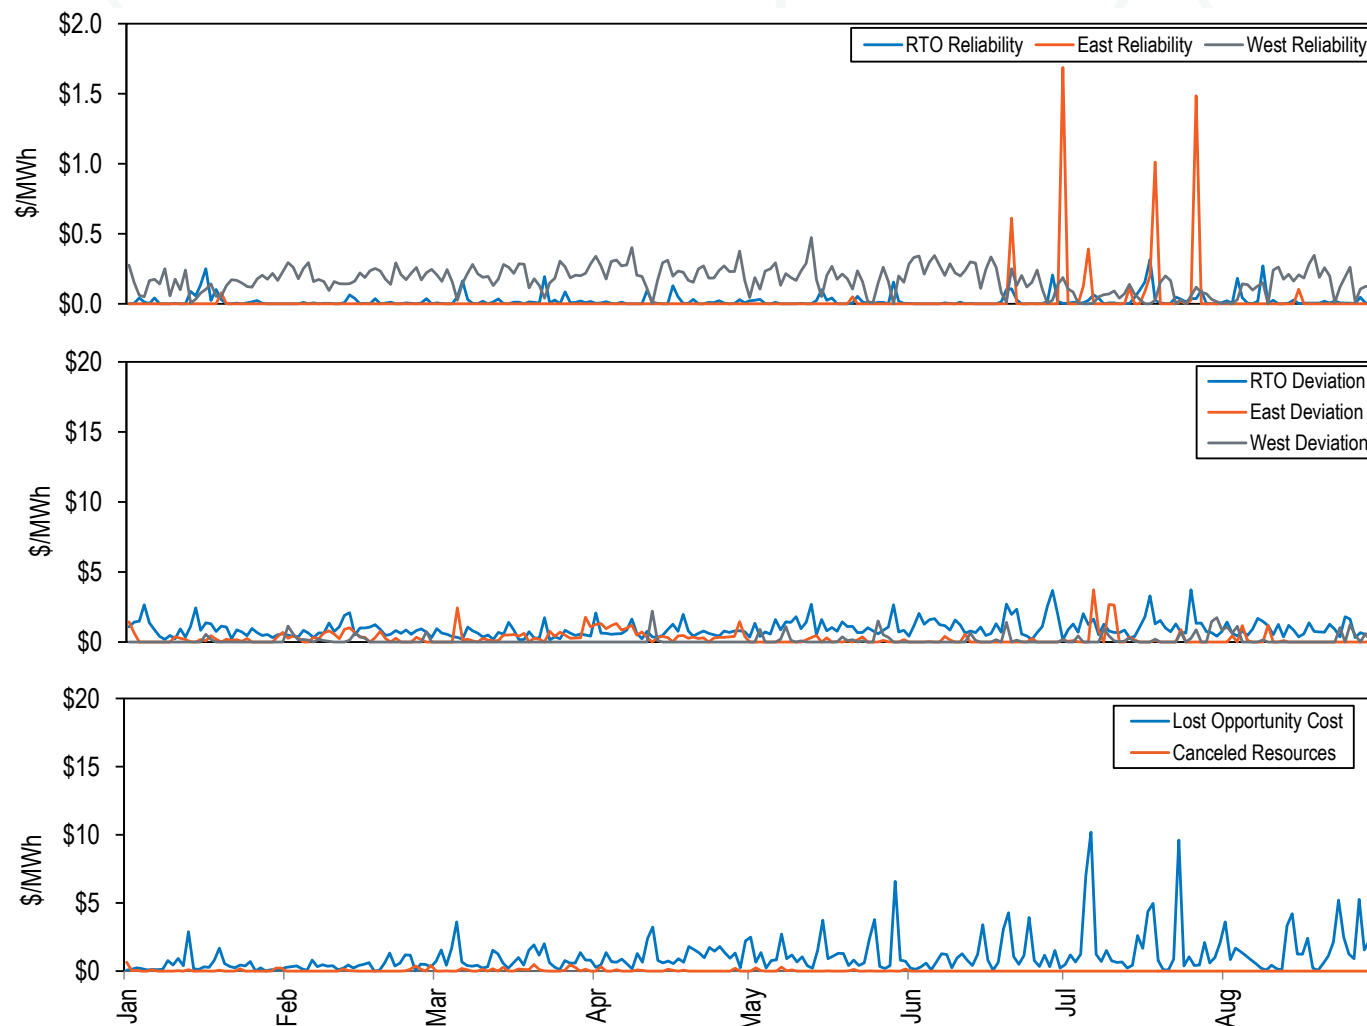 $2.0
RTO Reliability East Reliability West Reliability
$1.5
$/MWh
$1.0
$0.5
$0.0
$20
RTO Deviation
East Deviation
West Deviation
$15
$/MWh
$10
$5
$0
$20
Lost Opportunity Cost
Canceled Resources
$15
$/MWh
$10
$5
$0
Jan Feb Mar Apr May Jun Jul Aug